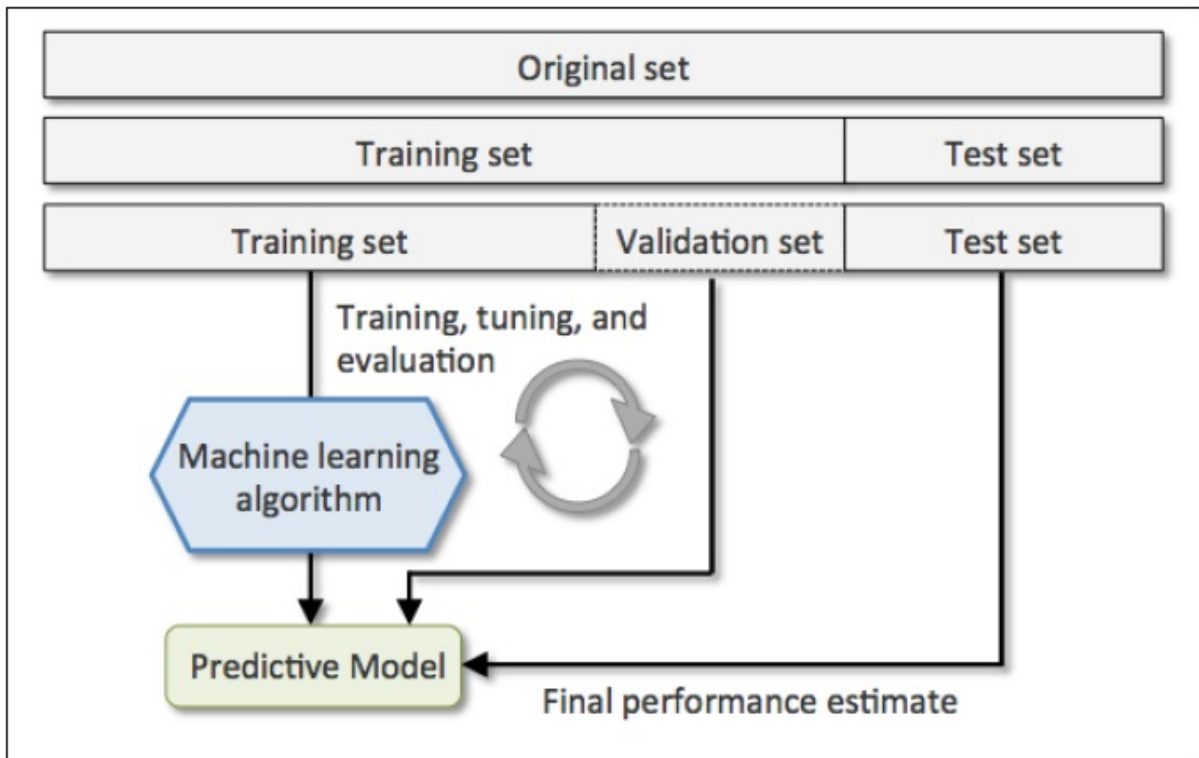 Original set
Training set
Test set
Training set
Validation set
Test set
Training, tuning, and
evaluation
Machine learning
algorithm
Predictive Model
Final performance estimate